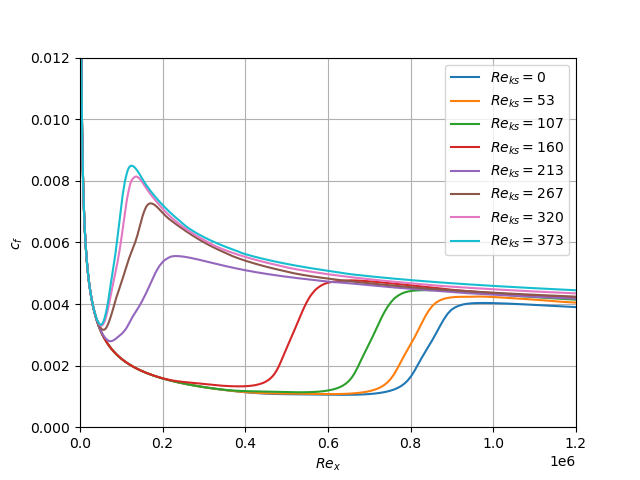 0.012
0.010
0.008
0.006
0.004
0.002
0.000
c_f
0.0 0.2 0.4 0.6 0.8 1.0 1.2
1e6
Re_x
Re_ks = 0
Re_ks = 53
Re_ks = 107
Re_ks = 160
Re_ks = 213
Re_ks = 267
Re_ks = 320
Re_ks = 373